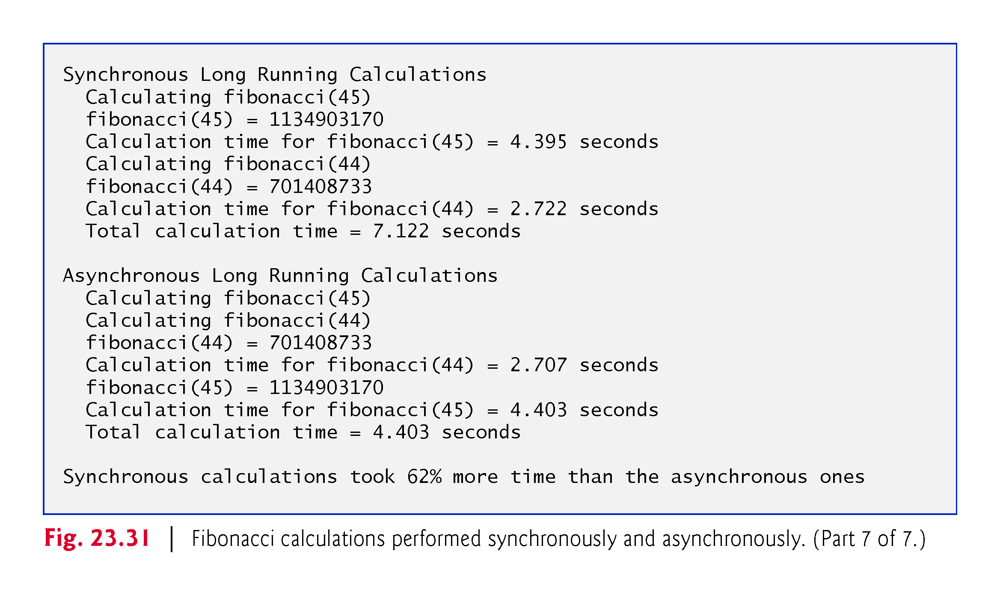 Synchronous Long Running Calculations
Calculating fibonacci(45)
fibonacci(45) = 1134903170
Calculation time for fibonacci(45) = 4.395 seconds
Calculating fibonacci(44)
fibonacci(44) = 701408733
Calculation time for fibonacci(44) = 2.722 seconds
Total calculation time = 7.122 seconds
Asynchronous Long Running Calculations
Calculating fibonacci(45)
Calculating fibonacci(44)
fibonacci(44) = 701408733
Calculation time for fibonacci(44) = 2.707 seconds
fibonacci(45) = 1134903170
Calculation time for fibonacci(45) = 4.403 seconds
Total calculation time = 4.403 seconds
Synchronous calculations took 62% more time than the asynchronous ones
Fig. 23.31 | Fibonacci calculations performed synchronously and asynchronously. (Part 7 of 7.)